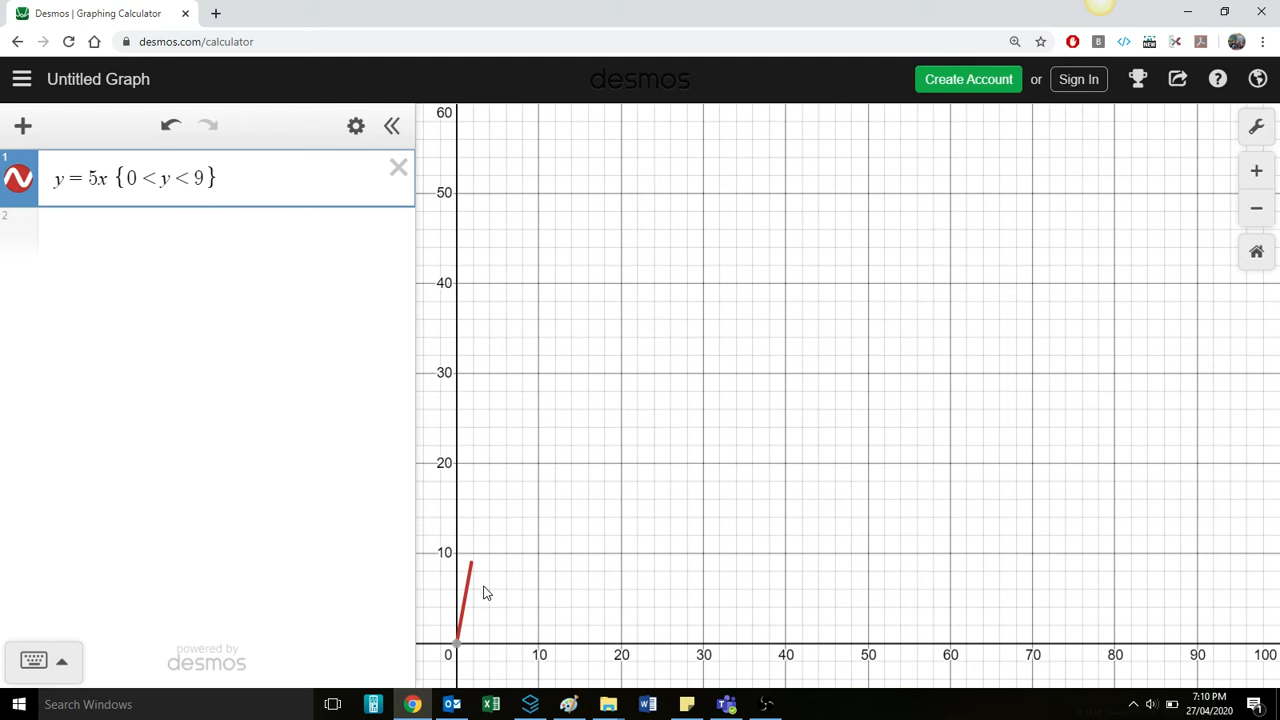 Desmos | Graphing Calculator
desmos.com/calculator
Untitled Graph
desmos
Create Account or Sign In
1
y = 5x {0 < y < 9}
2
60
50
40
30
20
10
0 10 20 30 40 50 60 70 80 90 100
powered by
desmos
Search Windows
7:10 PM
27/04/2020